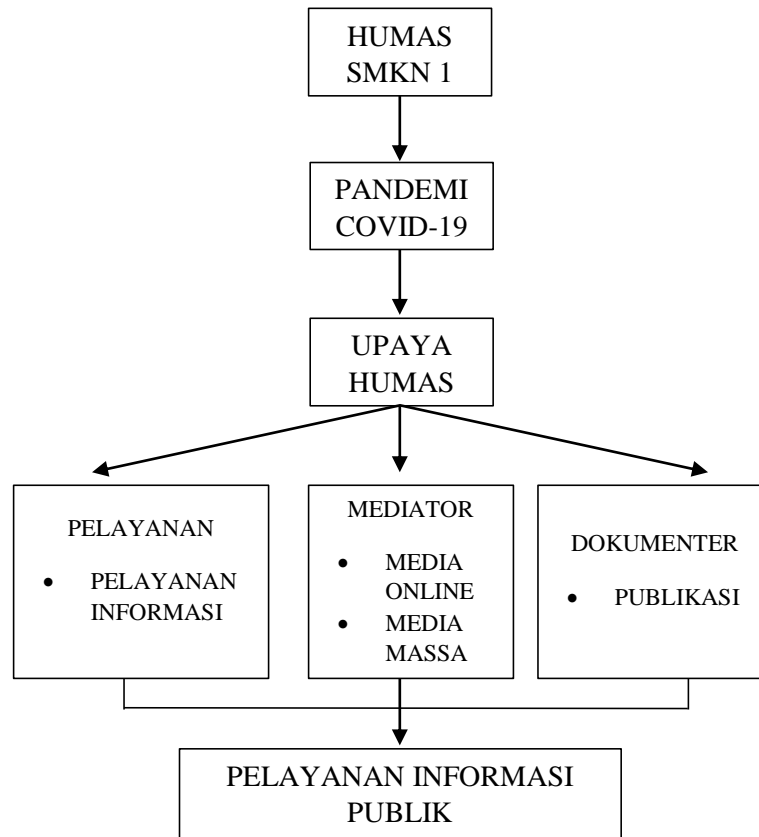 HUMAS
SMKN 1
PANDEMI
COVID-19
UPAYA
HUMAS
PELAYANAN
• PELAYANAN
INFORMASI
MEDIATOR
• MEDIA
ONLINE
• MEDIA
MASSA
DOKUMENTER
• PUBLIKASI
PELAYANAN INFORMASI
PUBLIK